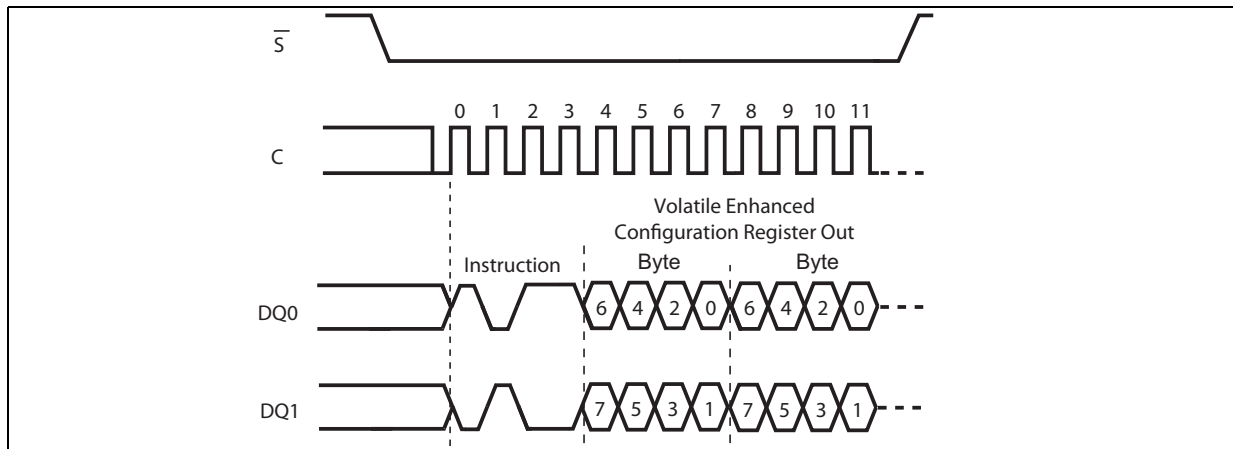 S
0 1 2 3 4 5 6 7 8 9 10 11
C
Volatile Enhanced
Configuration Register Out
Instruction Byte Byte
DQ0 6 4 2 0 6 4 2 0
DQ1 7 5 3 1 7 5 3 1